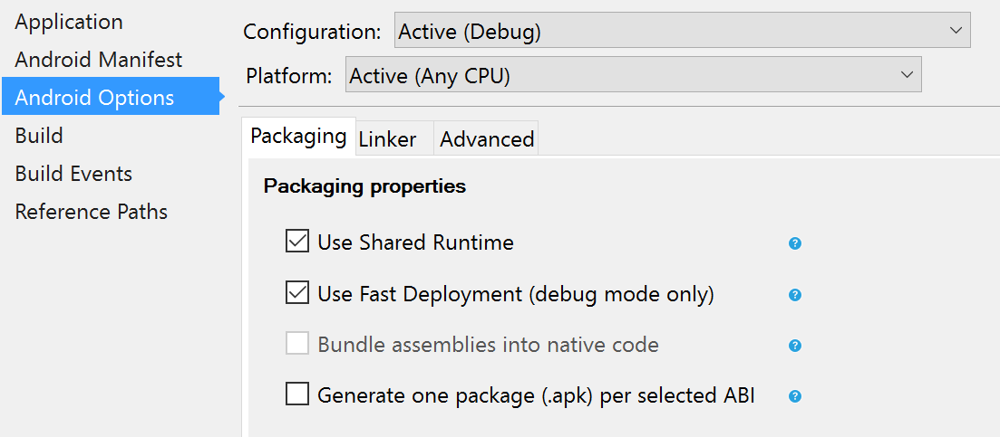 Application
Android Manifest
Android Options
Build
Build Events
Reference Paths
Configuration: Active (Debug)
Platform: Active (Any CPU)
Packaging Linker Advanced
Packaging properties
Use Shared Runtime ?
Use Fast Deployment (debug mode only) ?
Bundle assemblies into native code ?
Generate one package (.apk) per selected ABI ?